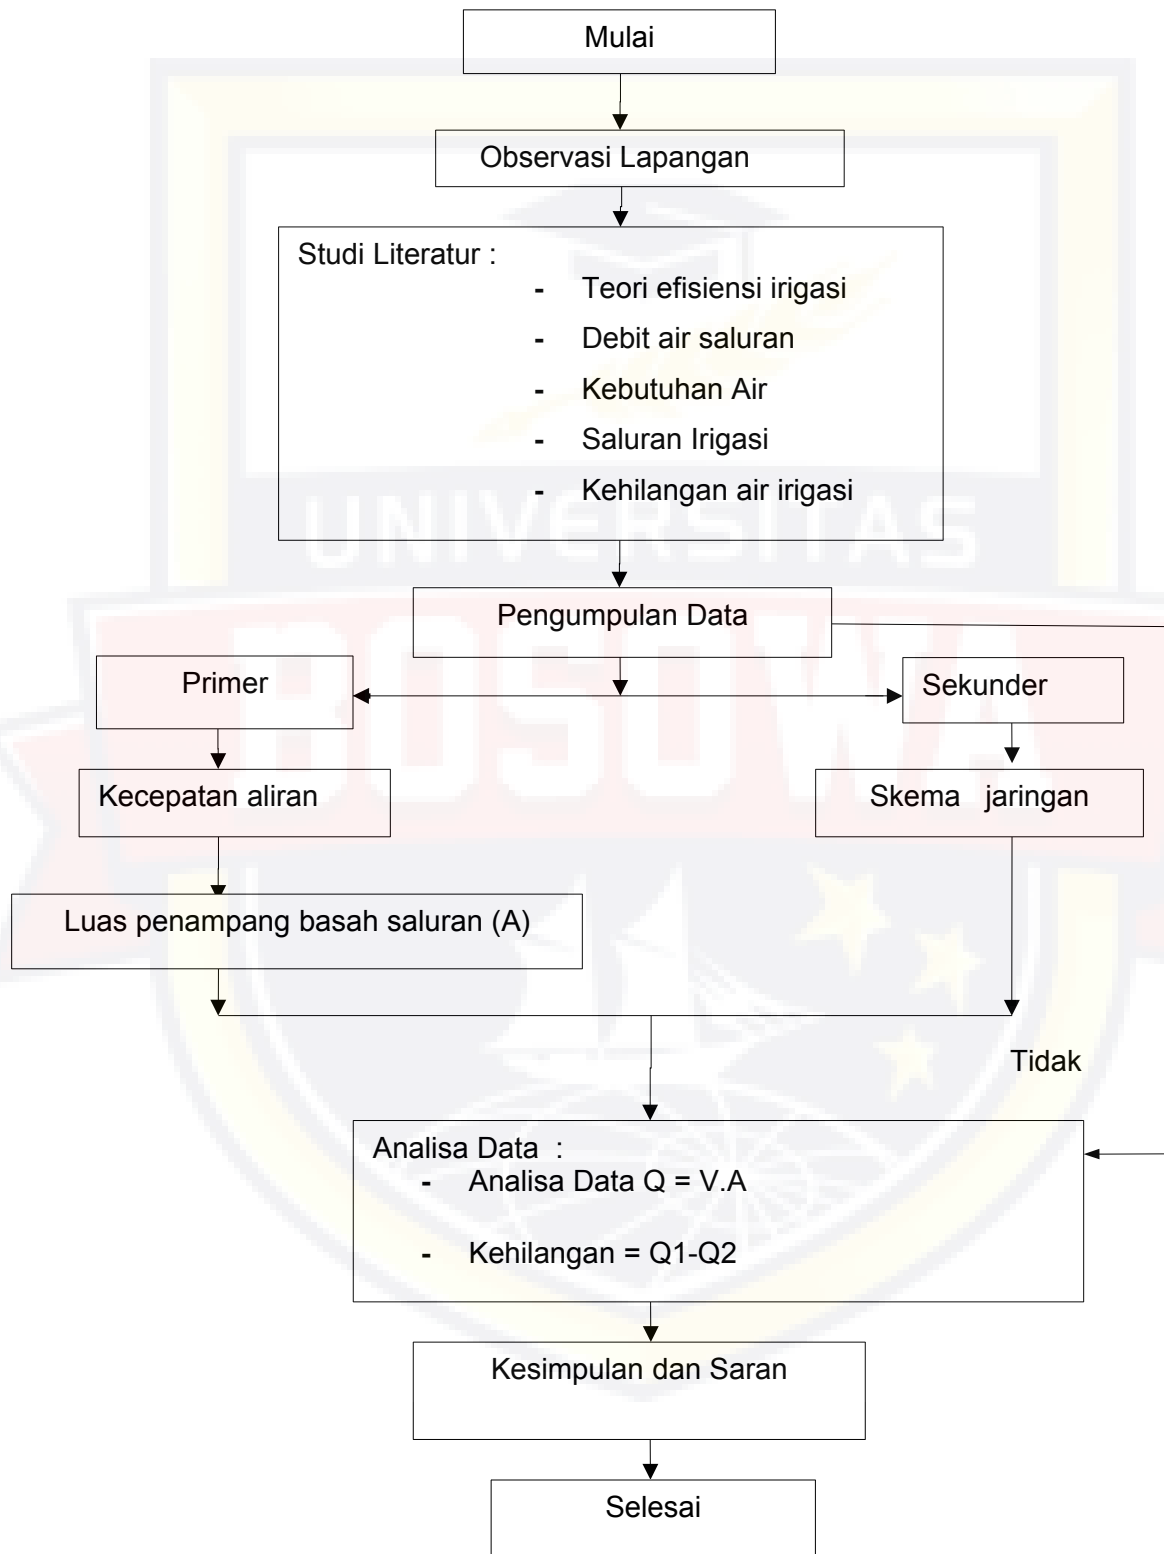 Mulai
Observasi Lapangan
Studi Literatur :
- Teori efisiensi irigasi
- Debit air saluran
- Kebutuhan Air
- Saluran Irigasi
- Kehilangan air irigasi
UNIVERSITAS
Pengumpulan Data
BOSOWA
Primer
Sekunder
Kecepatan aliran
Skema jaringan
Luas penampang basah saluran (A)
Tidak
Analisa Data :
- Analisa Data Q = V.A
- Kehilangan = Q1-Q2
Kesimpulan dan Saran
Selesai